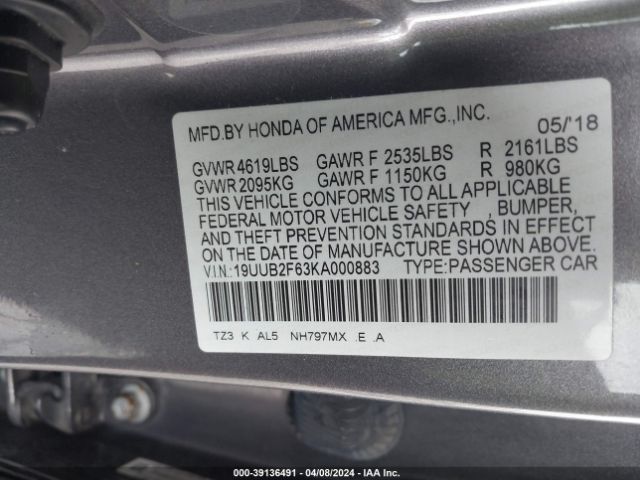 MFD.BY HONDA OF AMERICA MFG.,INC. 05/'18
GVWR 4619LBS GAWR F 2535LBS R 2161LBS
GVWR 2095KG GAWR F 1150KG R 980KG
THIS VEHICLE CONFORMS TO ALL APPLICABLE
FEDERAL MOTOR VEHICLE SAFETY , BUMPER,
AND THEFT PREVENTION STANDARDS IN EFFECT
ON THE DATE OF MANUFACTURE SHOWN ABOVE.
V.I.N.:19UUB2F63KA000883 TYPE:PASSENGER CAR
TZ3 K AL5 NH797MX .E .A
000-39136491 - 04/08/2024 - IAA Inc.